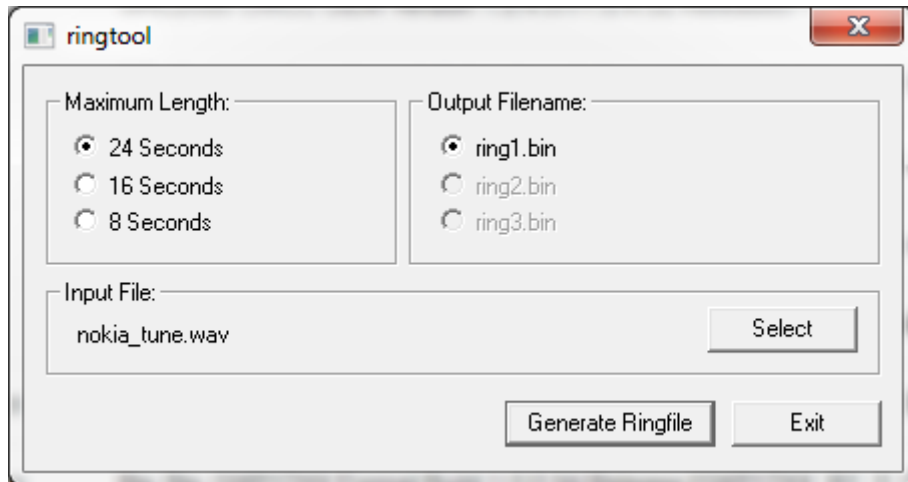 ringtool
Maximum Length:
24 Seconds
16 Seconds
8 Seconds
Output Filename:
ring1.bin
ring2.bin
ring3.bin
Input File:
nokia_tune.wav
Select
Generate Ringfile
Exit